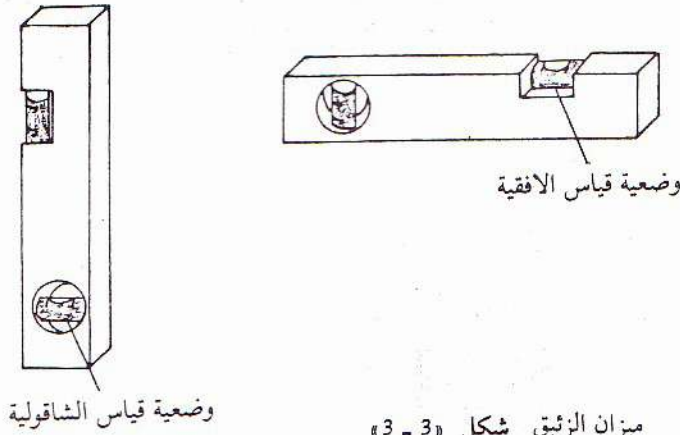 وضعية قياس الافقية
وضعية قياس الشاقولية
ميزان الزئبق شكل «3 - 3»